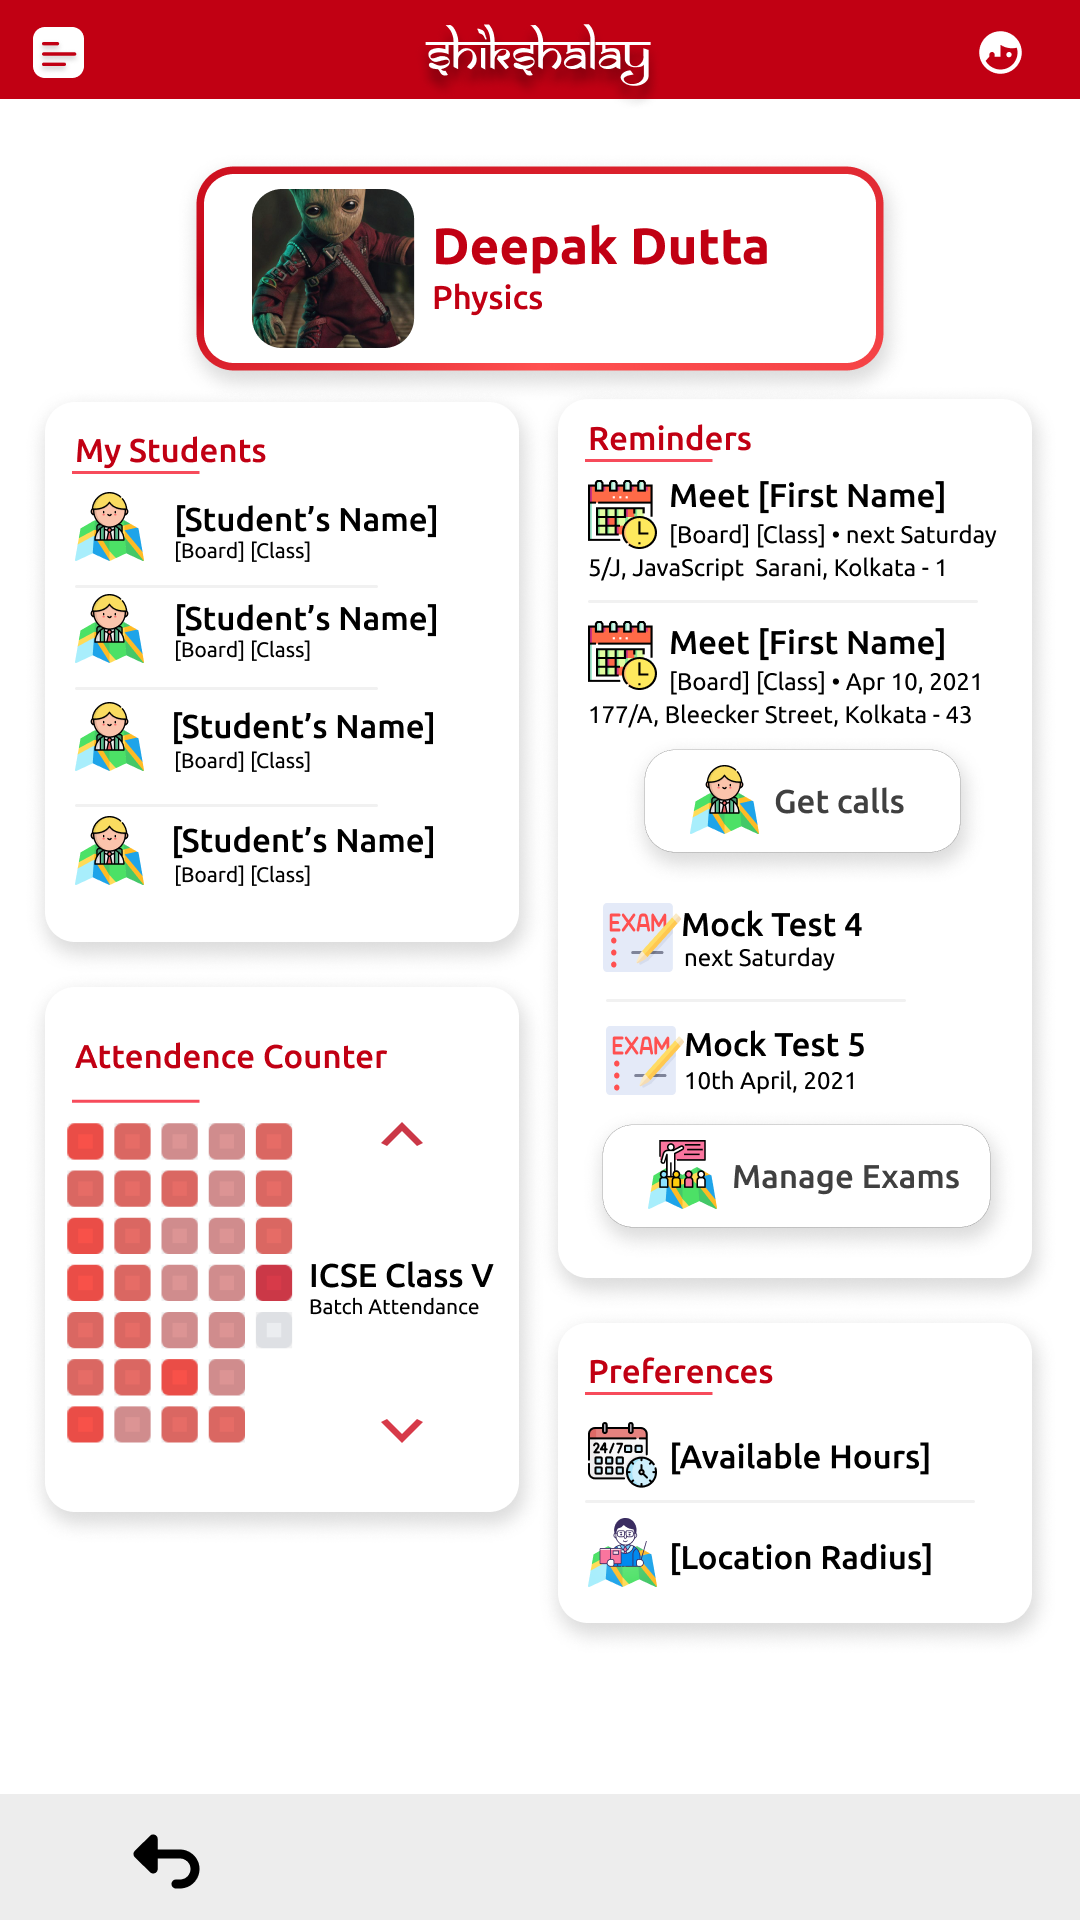 shikshalay
Deepak Dutta
Physics
My Students
[Student’s Name]
[Board] [Class]
[Student’s Name]
[Board] [Class]
[Student’s Name]
[Board] [Class]
[Student’s Name]
[Board] [Class]
Attendence Counter
ICSE Class V
Batch Attendance
Reminders
Meet [First Name]
[Board] [Class] • next Saturday
5/J, JavaScript Sarani, Kolkata - 1
Meet [First Name]
[Board] [Class] • Apr 10, 2021
177/A, Bleecker Street, Kolkata - 43
Get calls
EXAM
Mock Test 4
next Saturday
EXAM
Mock Test 5
10th April, 2021
Manage Exams
Preferences
24/7
[Available Hours]
[Location Radius]